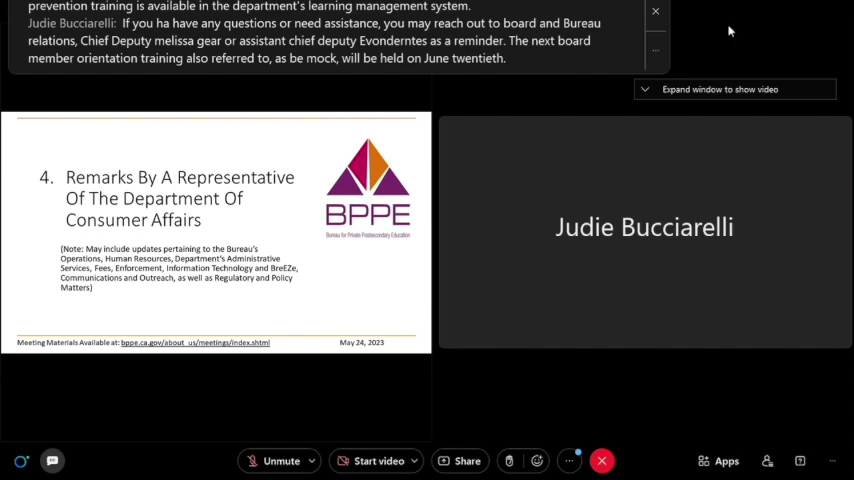 prevention training is available in the department's learning management system.
Judie Bucciarelli: If you ha have any questions or need assistance, you may reach out to board and Bureau
relations, Chief Deputy melissa gear or assistant chief deputy Evonderntes as a reminder. The next board
member orientation training also referred to, as be mock, will be held on June twentieth.
Expand window to show video
4. Remarks By A Representative
Of The Department Of
Consumer Affairs
(Note: May include updates pertaining to the Bureau's
Operations, Human Resources, Department's Administrative
Services, Fees, Enforcement, Information Technology and BreEZe,
Communications and Outreach, as well as Regulatory and Policy
Matters)
BPPE
Bureau for Private Postsecondary Education
Meeting Materials Available at: bppe.ca.gov/about_us/meetings/index.shtml
May 24, 2023
Judie Bucciarelli
Unmute
Start video
Share
Apps